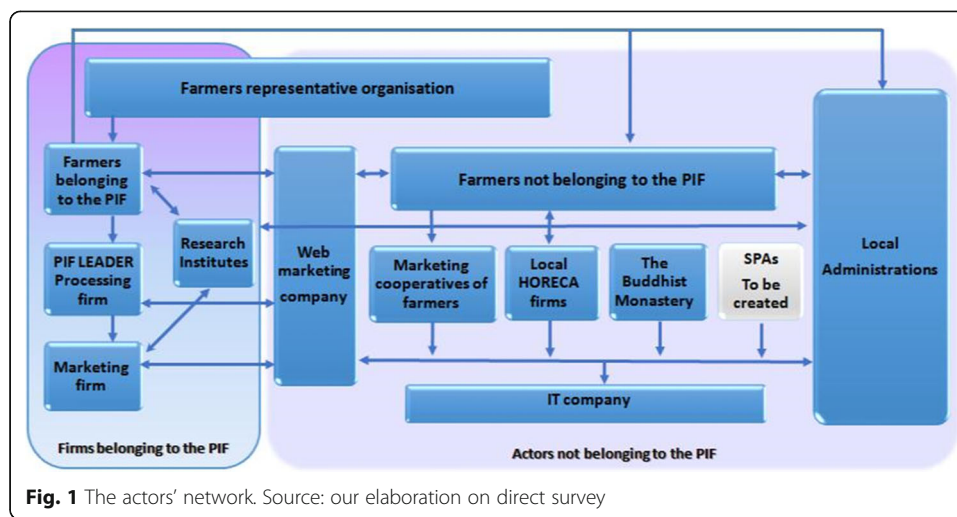 Farmers representative organisation
Farmers
belonging
to the PIF
Farmers not belonging to the PIF
Research
Institutes
Web
marketing
company
Local
Administrations
PIF LEADER
Processing
firm
Marketing
cooperatives of
farmers
Local
HORECA
firms
The
Buddhist
Monastery
SPAs
To be
created
Marketing
firm
IT company
Firms belonging to the PIF
Actors not belonging to the PIF
Fig. 1 The actors’ network. Source: our elaboration on direct survey